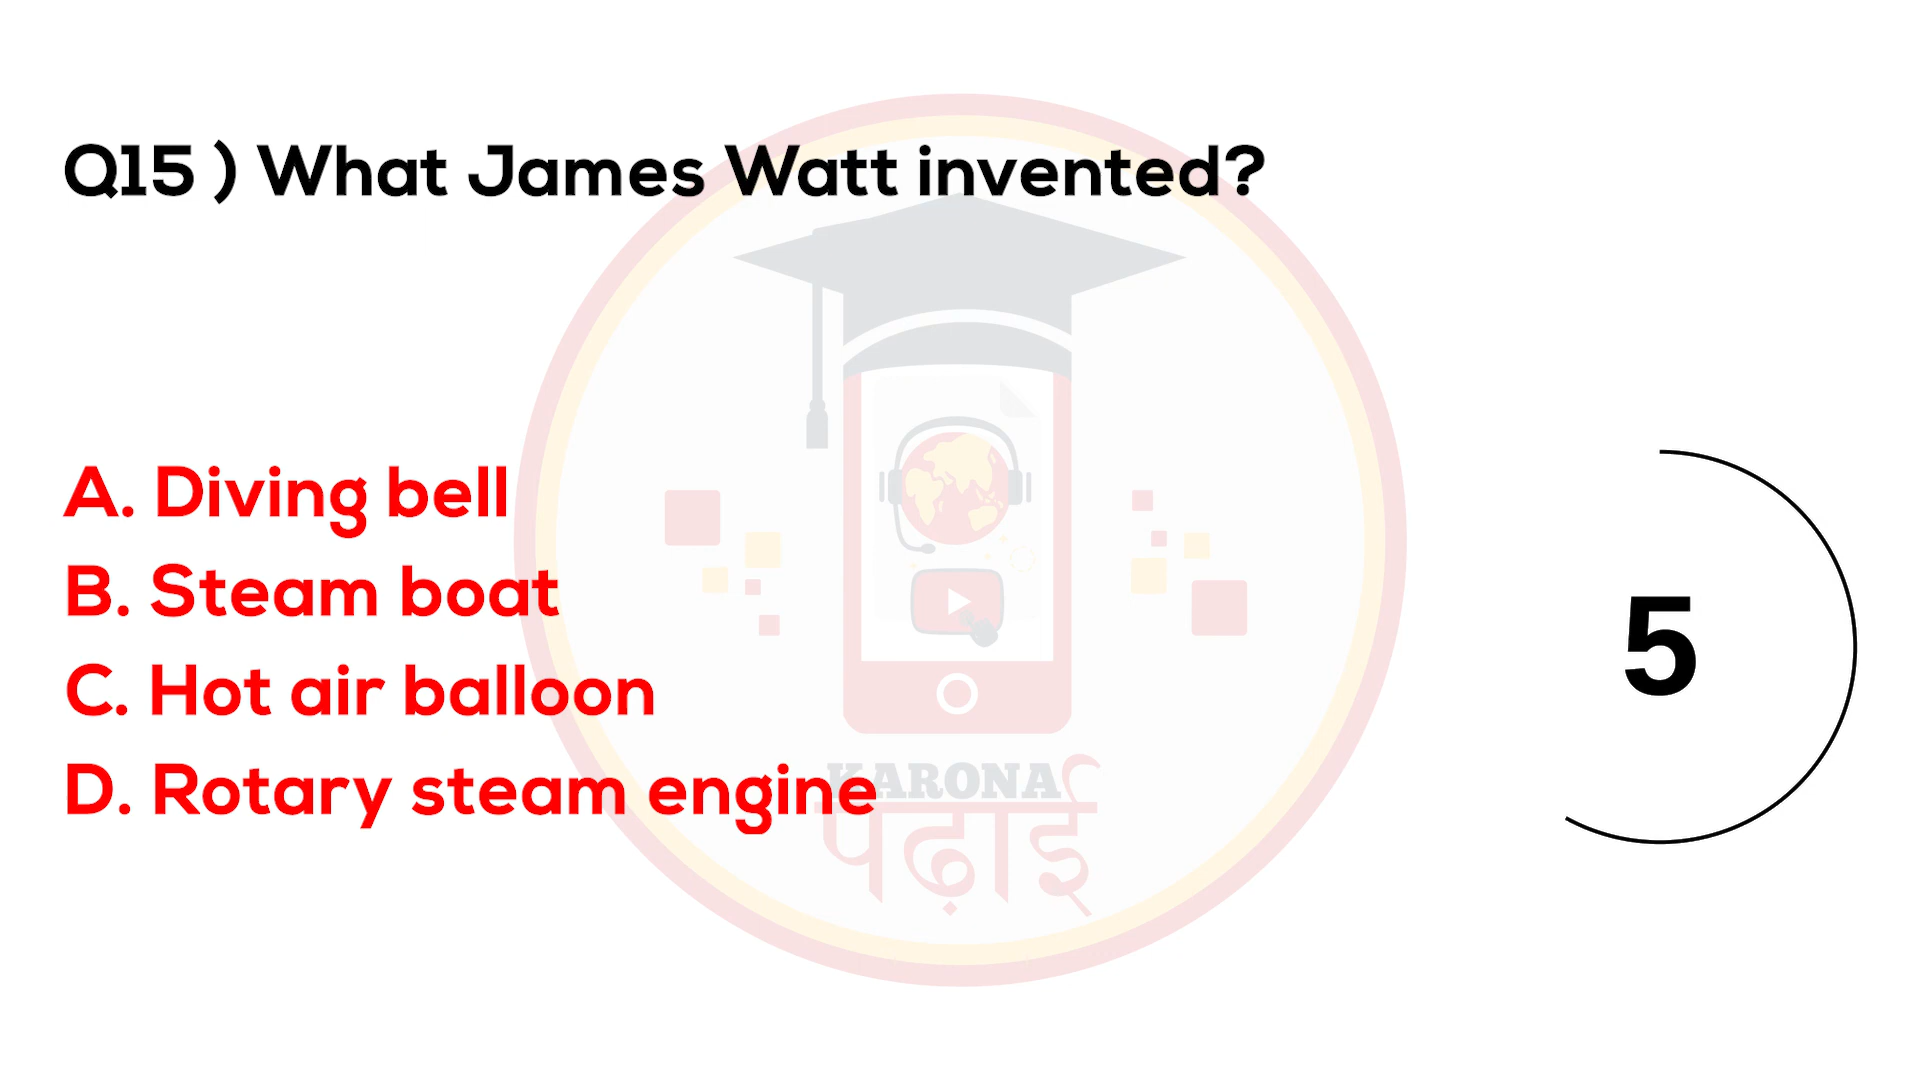 Q15 ) What James Watt invented?
A. Diving bell
B. Steam boat
C. Hot air balloon
D. Rotary steam engine
5
KARONA
पढ़ाई